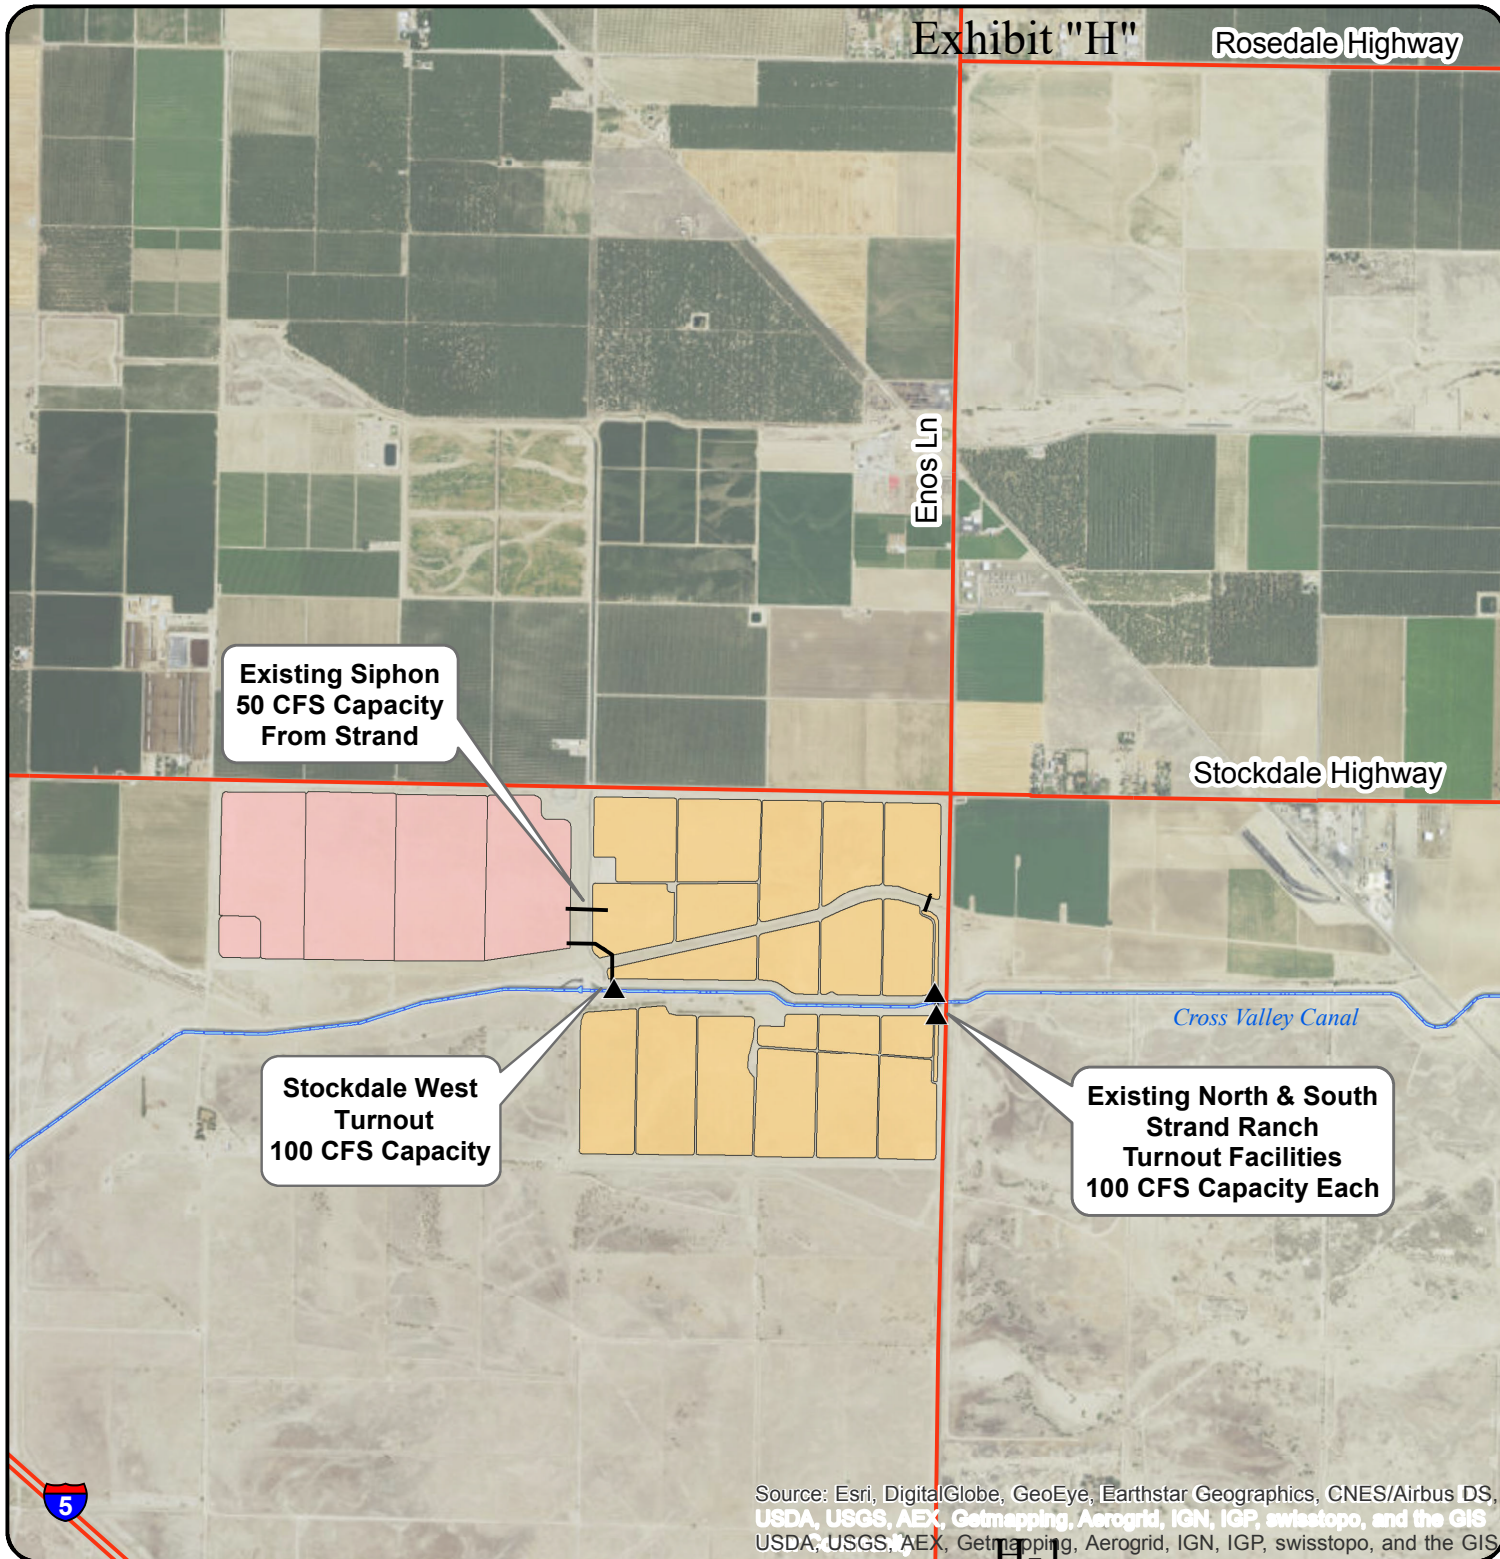 Exhibit "H"
Rosedale Highway
Enos Ln
Existing Siphon
50 CFS Capacity
From Strand
Stockdale Highway
Cross Valley Canal
Stockdale West
Turnout
100 CFS Capacity
Existing North & South
Strand Ranch
Turnout Facilities
100 CFS Capacity Each
5
Source: Esri, DigitalGlobe, GeoEye, Earthstar Geographics, CNES/Airbus DS,
USDA, USGS, AEX, Getmapping, Aerogrid, IGN, IGP, swisstopo, and the GIS
USDA, USGS, AEX, Getmapping, Aerogrid, IGN, IGP, swisstopo, and the GIS
H-1